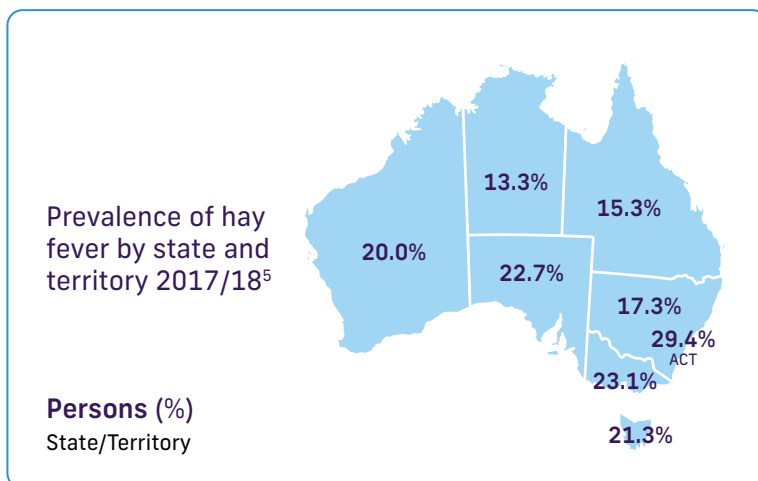 Prevalence of hay
fever by state and
territory 2017/18⁵
Persons (%)
State/Territory
13.3%
15.3%
20.0%
22.7%
17.3%
29.4%
ACT
23.1%
21.3%